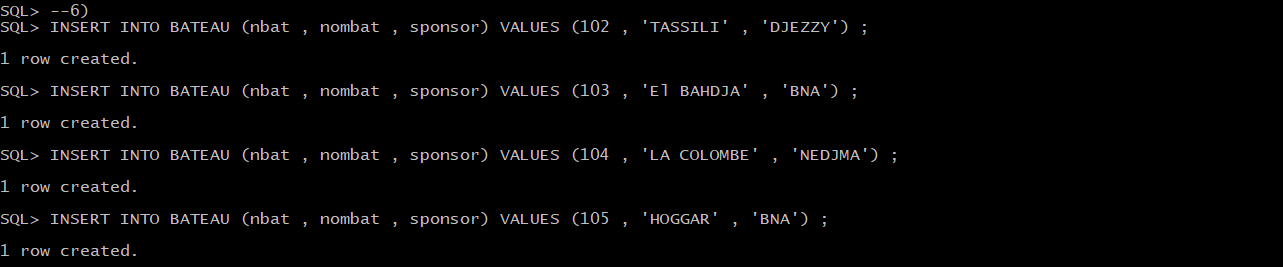 SQL> --6)
SQL> INSERT INTO BATEAU (nbat , nombat , sponsor) VALUES (102 , 'TASSILI' , 'DJEZZY') ;
1 row created.
SQL> INSERT INTO BATEAU (nbat , nombat , sponsor) VALUES (103 , 'El BAHDJA' , 'BNA') ;
1 row created.
SQL> INSERT INTO BATEAU (nbat , nombat , sponsor) VALUES (104 , 'LA COLOMBE' , 'NEDJMA') ;
1 row created.
SQL> INSERT INTO BATEAU (nbat , nombat , sponsor) VALUES (105 , 'HOGGAR' , 'BNA') ;
1 row created.